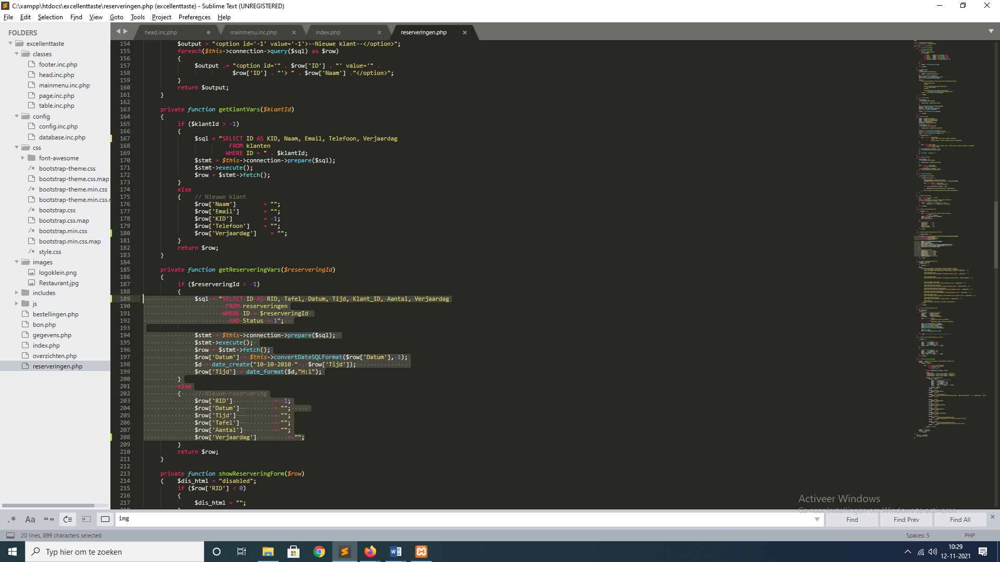 C:\xampp\htdocs\excellenttaste\reserveringen.php (excellenttaste) - Sublime Text (UNREGISTERED)
File Edit Selection Find View Goto Tools Project Preferences Help
FOLDERS
excellenttaste
classes
footer.inc.php
head.inc.php
mainmenu.inc.php
page.inc.php
table.inc.php
config
config.inc.php
database.inc.php
css
font-awesome
/* bootstrap-theme.css
bootstrap-theme.css.map
/* bootstrap-theme.min.css
bootstrap-theme.min.css.r
/* bootstrap.css
bootstrap.css.map
/* bootstrap.min.css
bootstrap.min.css.map
/* style.css
images
logoklein.png
Restaurant.jpg
includes
js
bestellingen.php
bon.php
gegevens.php
index.php
overzichten.php
reserveringen.php
head.inc.php mainmenu.inc.php index.php reserveringen.php
154 $output = "<option id='-1' value='-1'>--Nieuwe klant--</option>";
155 foreach($this->connection->query($sql) as $row)
156 {
157 $output .= "<option id='" . $row['ID'] . "' value='" .
158 $row['ID'] . "'> " . $row['Naam'] ."</option>";
159 }
160 return $output;
161 }
162
163 private function getKlantVars($klantId)
164 {
165 if ($klantId > -1)
166 {
167 $sql = "SELECT ID AS KID, Naam, Email, Telefoon, Verjaardag
168 FROM klanten
169 WHERE ID = " . $klantId;
170 $stmt = $this->connection->prepare($sql);
171 $stmt->execute();
172 $row = $stmt->fetch();
173 }
174 else
175 { // Nieuwe klant
176 $row['Naam'] = "";
177 $row['Email'] = "";
178 $row['KID'] = -1;
179 $row['Telefoon'] = "";
180 $row['Verjaardag'] = "";
181 }
182 return $row;
183 }
184
185 private function getReserveringVars($reserveringId)
186 {
187 if ($reserveringId > -1)
188 {
189 $sql = "SELECT ID AS RID, Tafel, Datum, Tijd, Klant_ID, Aantal, Verjaardag
190 FROM reserveringen
191 WHERE ID = $reserveringId
192 AND Status = 1";
193
194 $stmt = $this->connection->prepare($sql);
195 $stmt->execute();
196 $row = $stmt->fetch();
197 $row['Datum'] = $this->convertDateSQLFormat($row['Datum'], 1);
198 $d = date_create("10-10-2010 " . $row['Tijd']);
199 $row['Tijd'] = date_format($d,"H:i");
200 }
201 else
202 { // Nieuwe reservering
203 $row['RID'] = -1;
204 $row['Datum'] = "";
205 $row['Tijd'] = "";
206 $row['Tafel'] = "";
207 $row['Aantal'] = "";
208 $row['Verjaardag'] = "";
209 }
210 return $row;
211 }
212
213 private function showReserveringForm($row)
214 { $dis_html = "disabled";
215 if ($row['RID'] < 0)
216 {
217 $dis_html = "";
218
Activeer Windows
Ga naar Instellingen om Windows te activeren.
.* Aa “” img Find Find Prev Find All
20 lines, 899 characters selected Spaces: 5 PHP
Typ hier om te zoeken
10:29
12-11-2021